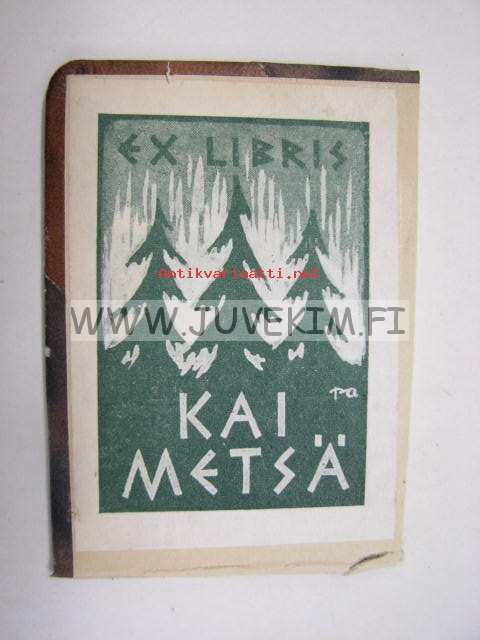 EX LIBRIS
Antikvariaatti.net
WWW.JUVEKIM.FI
KAI
METSÄ